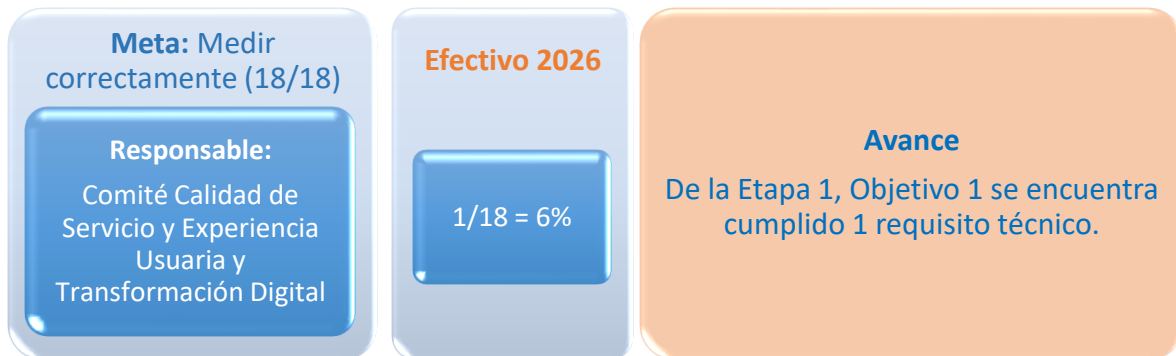 Meta: Medir
correctamente (18/18)
Responsable:
Comité Calidad de
Servicio y Experiencia
Usuaria y
Transformación Digital
Efectivo 2026
1/18 = 6%
Avance
De la Etapa 1, Objetivo 1 se encuentra
cumplido 1 requisito técnico.